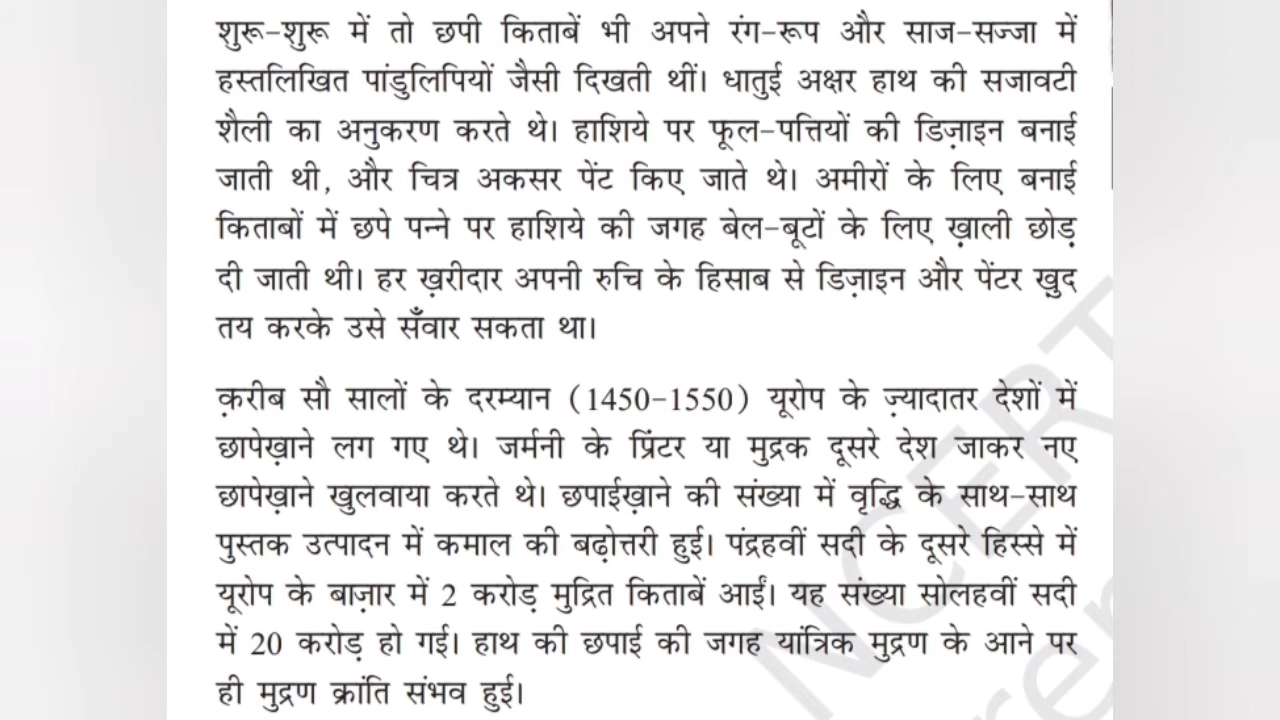 शुरू-शुरू में तो छपी किताबें भी अपने रंग-रूप और साज-सज्जा में
हस्तलिखित पांडुलिपियों जैसी दिखती थीं। धातुई अक्षर हाथ की सजावटी
शैली का अनुकरण करते थे। हाशिये पर फूल-पत्तियों की डिज़ाइन बनाई
जाती थी, और चित्र अकसर पेंट किए जाते थे। अमीरों के लिए बनाई
किताबों में छपे पन्ने पर हाशिये की जगह बेल-बूटों के लिए ख़ाली छोड़
दी जाती थी। हर ख़रीदार अपनी रुचि के हिसाब से डिज़ाइन और पेंटर ख़ुद
तय करके उसे सँवार सकता था।
क़रीब सौ सालों के दरम्यान (1450-1550) यूरोप के ज़्यादातर देशों में
छापेख़ाने लग गए थे। जर्मनी के प्रिंटर या मुद्रक दूसरे देश जाकर नए
छापेख़ाने खुलवाया करते थे। छपाईख़ाने की संख्या में वृद्धि के साथ-साथ
पुस्तक उत्पादन में कमाल की बढ़ोत्तरी हुई। पंद्रहवीं सदी के दूसरे हिस्से में
यूरोप के बाज़ार में 2 करोड़ मुद्रित किताबें आईं। यह संख्या सोलहवीं सदी
में 20 करोड़ हो गई। हाथ की छपाई की जगह यांत्रिक मुद्रण के आने पर
ही मुद्रण क्रांति संभव हुई।
NCERT